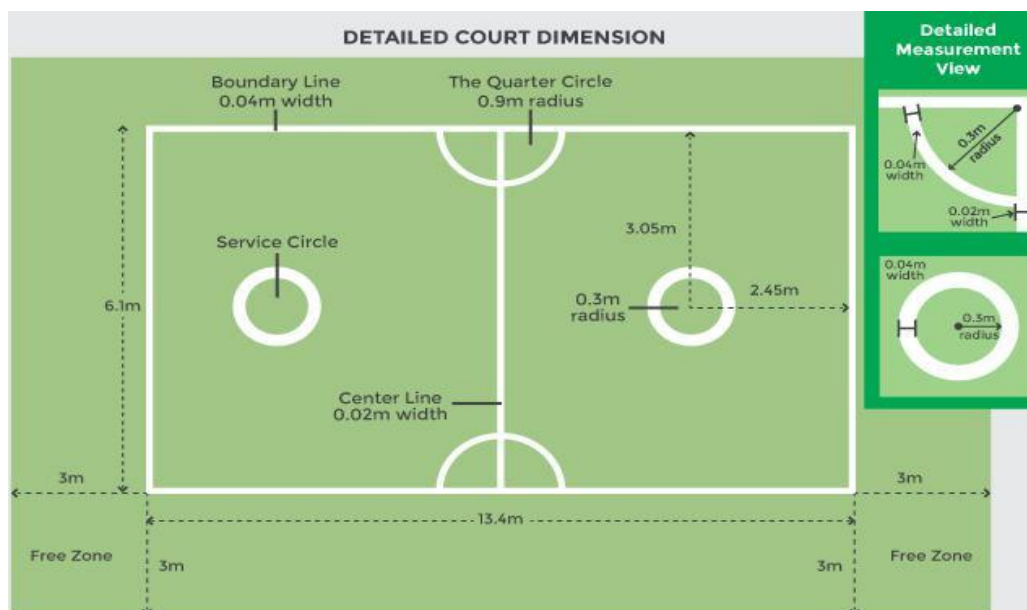 DETAILED COURT DIMENSION
Detailed
Measurement
View
Boundary Line
0.04m width
The Quarter Circle
0.9m radius
0.3m
radius
0.04m
width
0.02m
width
3.05m
Service Circle
6.1m
0.3m
radius
2.45m
0.04m
width
0.3m
radius
Center Line
0.02m width
3m
3m
13.4m
Free Zone
3m
3m
Free Zone